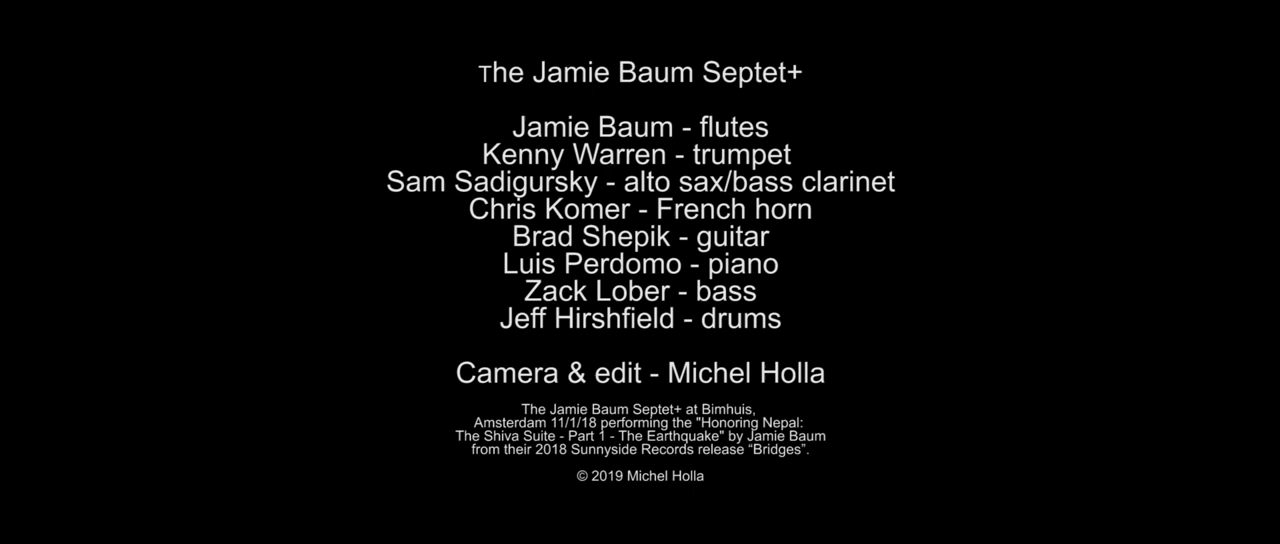 The Jamie Baum Septet+
Jamie Baum - flutes
Kenny Warren - trumpet
Sam Sadigursky - alto sax/bass clarinet
Chris Komer - French horn
Brad Shepik - guitar
Luis Perdomo - piano
Zack Lober - bass
Jeff Hirshfield - drums
Camera & edit - Michel Holla
The Jamie Baum Septet+ at Bimhuis,
Amsterdam 11/1/18 performing the "Honoring Nepal:
The Shiva Suite - Part 1 - The Earthquake" by Jamie Baum
from their 2018 Sunnyside Records release “Bridges”.
© 2019 Michel Holla